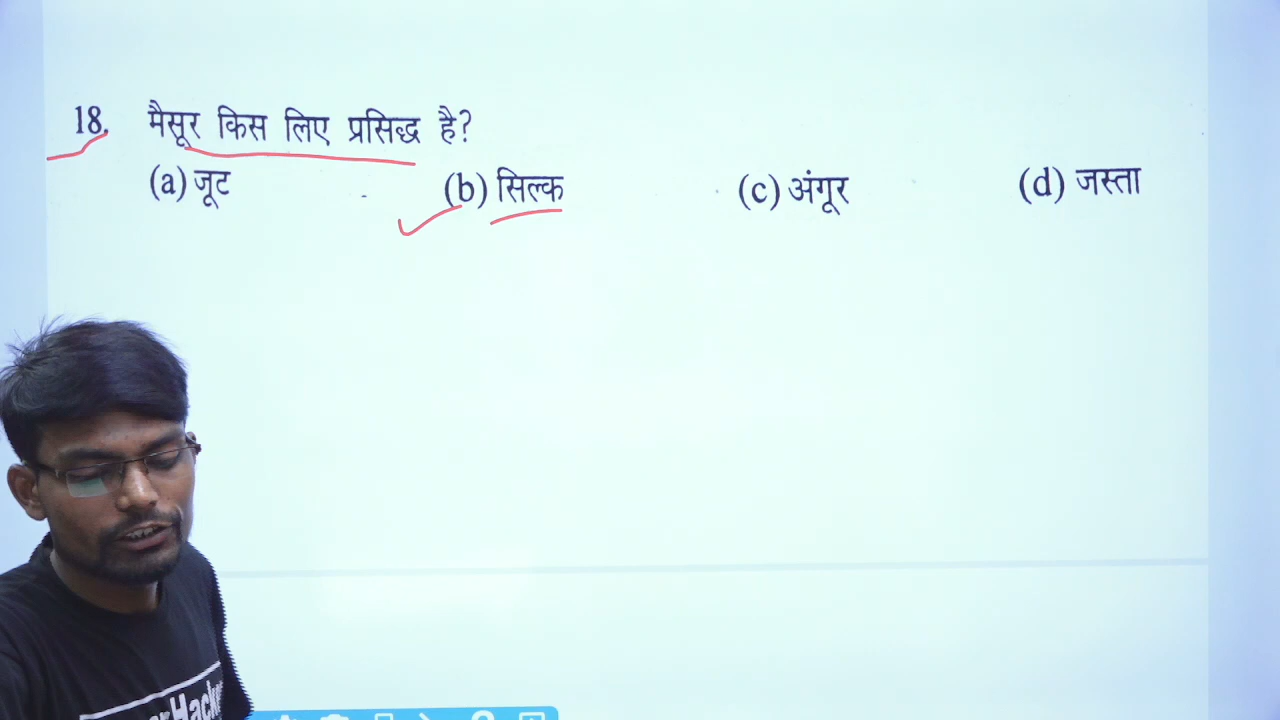 18. मैसूर किस लिए प्रसिद्ध है?
(a) जूट (b) सिल्क (c) अंगूर (d) जस्ता